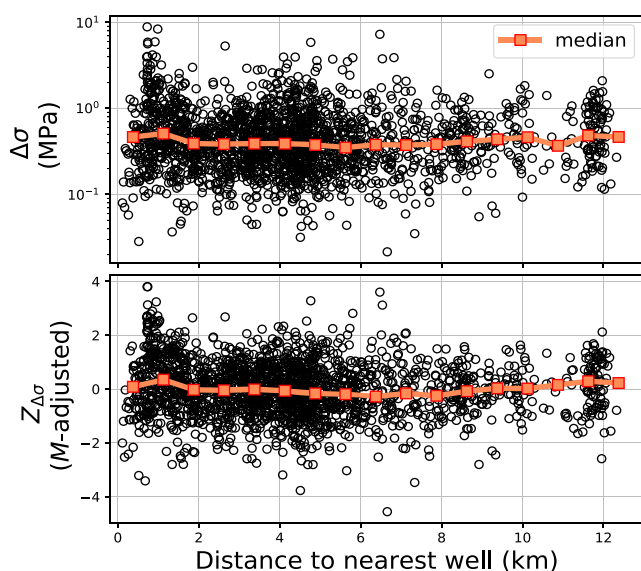 10¹
10⁰
10⁻¹
Δσ
(MPa)
median
4
2
0
−2
−4
Z_Δσ
(M-adjusted)
0 2 4 6 8 10 12
Distance to nearest well (km)